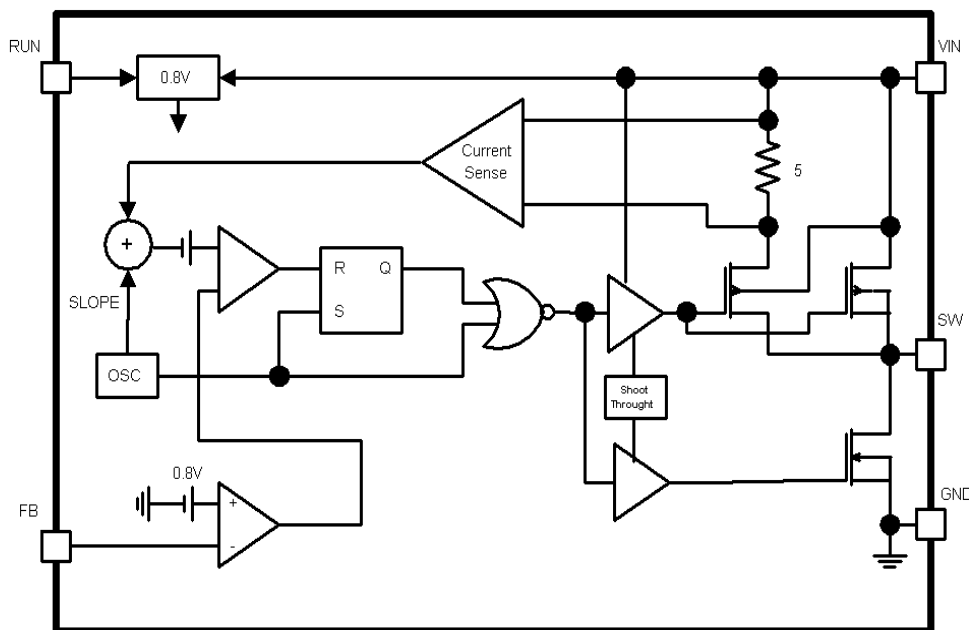 RUN
VIN
0.8V
Current
Sense
5
+
R Q
S
SLOPE
SW
OSC
Shoot
Throught
0.8V
+
-
FB
GND